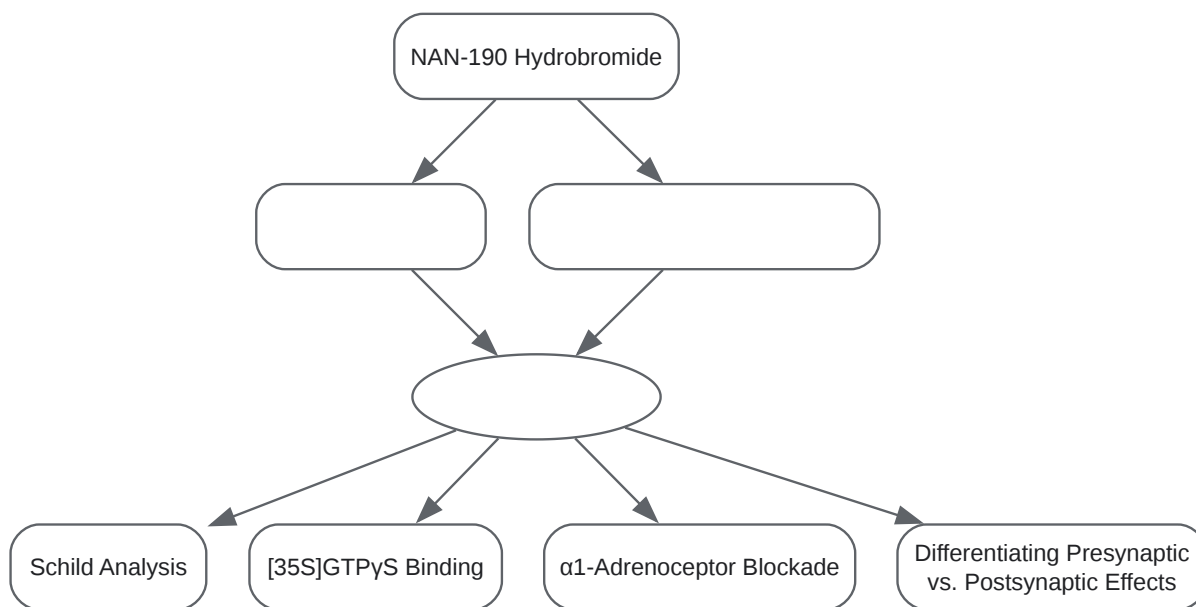 NAN-190 Hydrobromide
Schild Analysis
[35S]GTPγS Binding
α1-Adrenoceptor Blockade
Differentiating Presynaptic
vs. Postsynaptic Effects